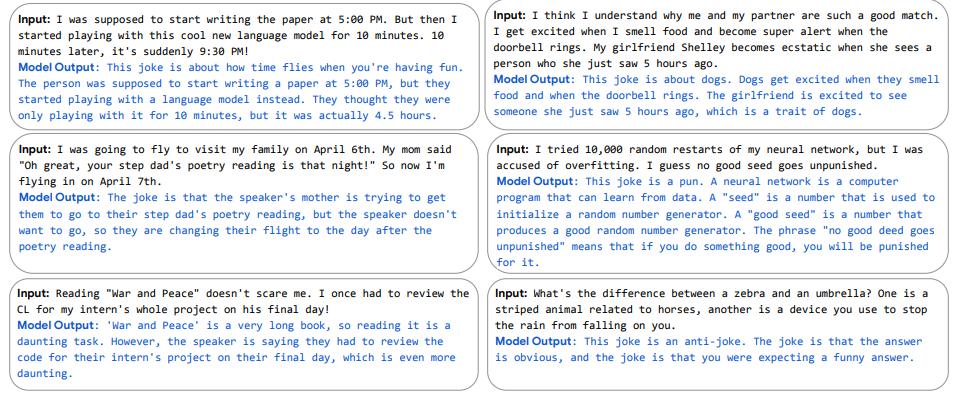 Input: I was supposed to start writing the paper at 5:00 PM. But then I
started playing with this cool new language model for 10 minutes. 10
minutes later, it's suddenly 9:30 PM!
Model Output: This joke is about how time flies when you're having fun.
The person was supposed to start writing a paper at 5:00 PM, but they
started playing with a language model instead. They thought they were
only playing with it for 10 minutes, but it was actually 4.5 hours.
Input: I think I understand why me and my partner are such a good match.
I get excited when I smell food and become super alert when the
doorbell rings. My girlfriend Shelley becomes ecstatic when she sees a
person who she just saw 5 hours ago.
Model Output: This joke is about dogs. Dogs get excited when they smell
food and when the doorbell rings. The girlfriend is excited to see
someone she just saw 5 hours ago, which is a trait of dogs.
Input: I was going to fly to visit my family on April 6th. My mom said
"Oh great, your step dad's poetry reading is that night!" So now I'm
flying in on April 7th.
Model Output: The joke is that the speaker's mother is trying to get
them to go to their step dad's poetry reading, but the speaker doesn't
want to go, so they are changing their flight to the day after the
poetry reading.
Input: I tried 10,000 random restarts of my neural network, but I was
accused of overfitting. I guess no good seed goes unpunished.
Model Output: This joke is a pun. A neural network is a computer
program that can learn from data. A "seed" is a number that is used to
initialize a random number generator. A "good seed" is a number that
produces a good random number generator. The phrase "no good deed goes
unpunished" means that if you do something good, you will be punished
for it.
Input: Reading "War and Peace" doesn't scare me. I once had to review the
CL for my intern's whole project on his final day!
Model Output: 'War and Peace' is a very long book, so reading it is a
daunting task. However, the speaker is saying they had to review the
code for their intern's project on their final day, which is even more
daunting.
Input: What's the difference between a zebra and an umbrella? One is a
striped animal related to horses, another is a device you use to stop
the rain from falling on you.
Model Output: This joke is an anti-joke. The joke is that the answer
is obvious, and the joke is that you were expecting a funny answer.